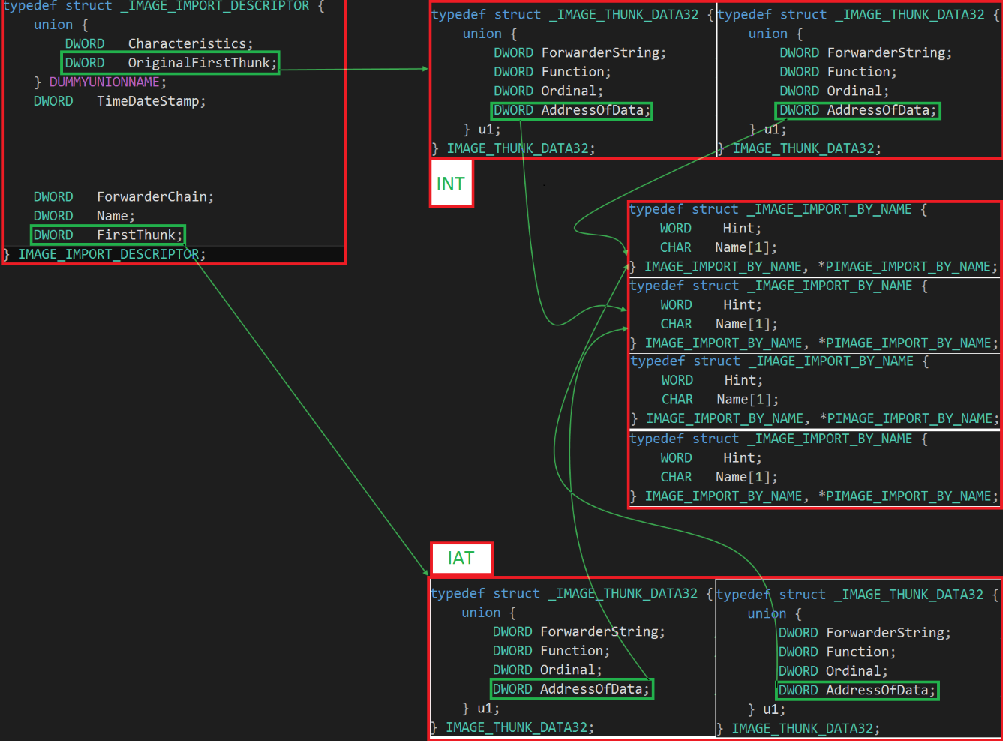 typedef struct _IMAGE_IMPORT_DESCRIPTOR {
union {
DWORD Characteristics;
DWORD OriginalFirstThunk;
} DUMMYUNIONNAME;
DWORD TimeDateStamp;
DWORD ForwarderChain;
DWORD Name;
DWORD FirstThunk;
} IMAGE_IMPORT_DESCRIPTOR;
typedef struct _IMAGE_THUNK_DATA32 {
union {
DWORD ForwarderString;
DWORD Function;
DWORD Ordinal;
DWORD AddressOfData;
} u1;
} IMAGE_THUNK_DATA32;
typedef struct _IMAGE_THUNK_DATA32 {
union {
DWORD ForwarderString;
DWORD Function;
DWORD Ordinal;
DWORD AddressOfData;
} u1;
} IMAGE_THUNK_DATA32;
INT
typedef struct _IMAGE_IMPORT_BY_NAME {
WORD Hint;
CHAR Name[1];
} IMAGE_IMPORT_BY_NAME, *PIMAGE_IMPORT_BY_NAME;
typedef struct _IMAGE_IMPORT_BY_NAME {
WORD Hint;
CHAR Name[1];
} IMAGE_IMPORT_BY_NAME, *PIMAGE_IMPORT_BY_NAME;
typedef struct _IMAGE_IMPORT_BY_NAME {
WORD Hint;
CHAR Name[1];
} IMAGE_IMPORT_BY_NAME, *PIMAGE_IMPORT_BY_NAME;
typedef struct _IMAGE_IMPORT_BY_NAME {
WORD Hint;
CHAR Name[1];
} IMAGE_IMPORT_BY_NAME, *PIMAGE_IMPORT_BY_NAME;
IAT
typedef struct _IMAGE_THUNK_DATA32 {
union {
DWORD ForwarderString;
DWORD Function;
DWORD Ordinal;
DWORD AddressOfData;
} u1;
} IMAGE_THUNK_DATA32;
typedef struct _IMAGE_THUNK_DATA32 {
union {
DWORD ForwarderString;
DWORD Function;
DWORD Ordinal;
DWORD AddressOfData;
} u1;
} IMAGE_THUNK_DATA32;